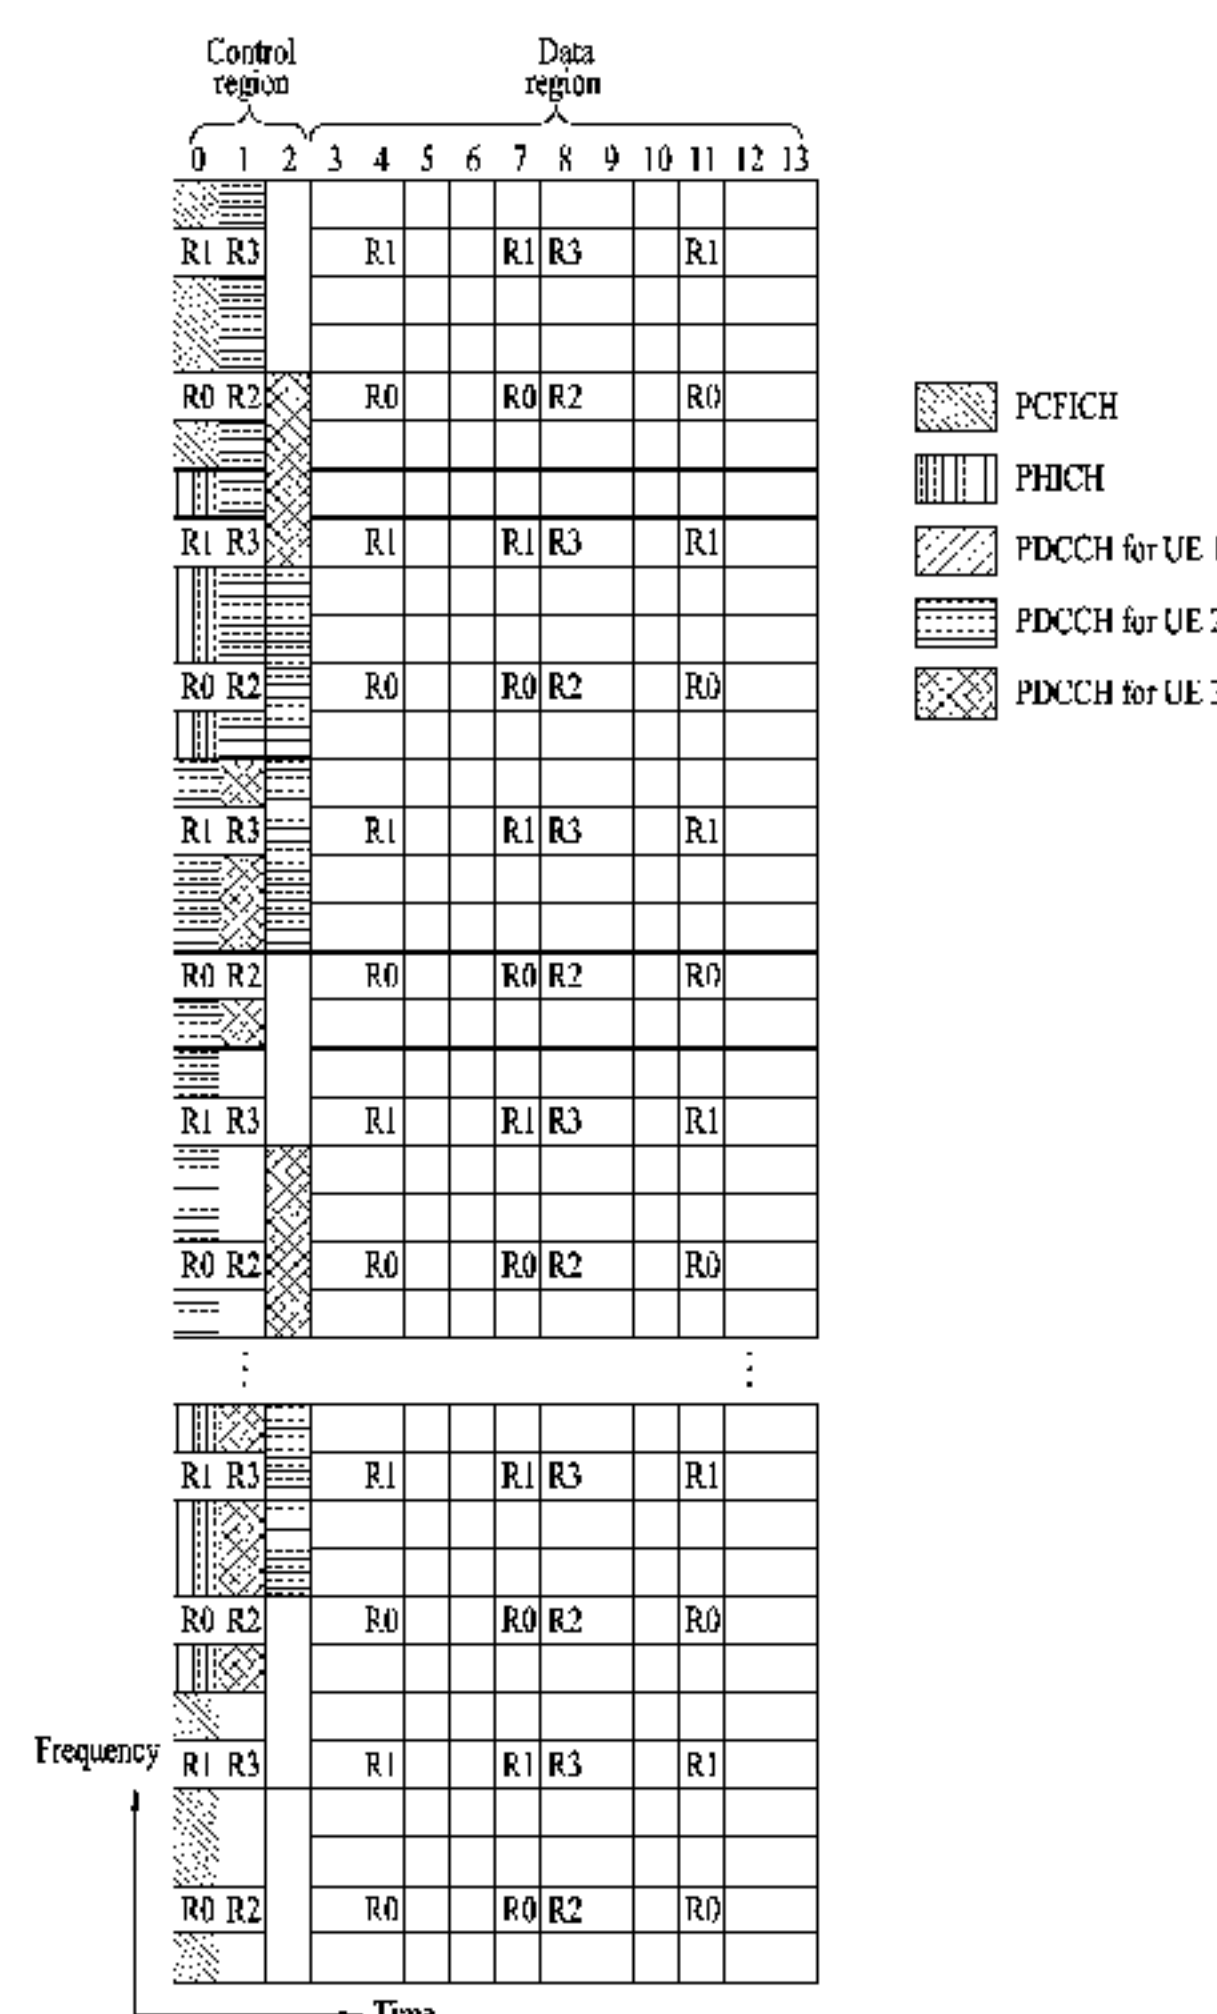 Control region
Data region
0 1 2 3 4 5 6 7 8 9 10 11 12 13
R1 R3 R1 R1 R3 R1
R0 R2 R0 R0 R2 R0
R1 R3 R1 R1 R3 R1
R0 R2 R0 R0 R2 R0
R1 R3 R1 R1 R3 R1
R0 R2 R0 R0 R2 R0
R1 R3 R1 R1 R3 R1
R0 R2 R0 R0 R2 R0
R1 R3 R1 R1 R3 R1
R0 R2 R0 R0 R2 R0
R1 R3 R1 R1 R3 R1
R0 R2 R0 R0 R2 R0
PCFICH
PHICH
PDCCH for UE 1
PDCCH for UE 2
PDCCH for UE 3
Frequency
Time